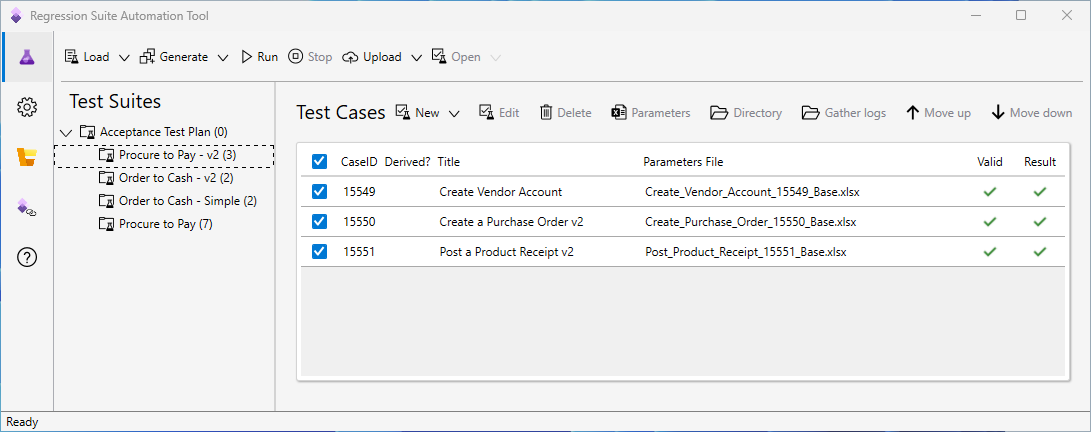 Regression Suite Automation Tool
Load Generate Run Stop Upload Open
Test Suites
Acceptance Test Plan (0)
Procure to Pay - v2 (3)
Order to Cash - v2 (2)
Order to Cash - Simple (2)
Procure to Pay (7)
Test Cases New Edit Delete Parameters Directory Gather logs Move up Move down
CaseID Derived? Title Parameters File Valid Result
15549 Create Vendor Account Create_Vendor_Account_15549_Base.xlsx
15550 Create a Purchase Order v2 Create_Purchase_Order_15550_Base.xlsx
15551 Post a Product Receipt v2 Post_Product_Receipt_15551_Base.xlsx
Ready